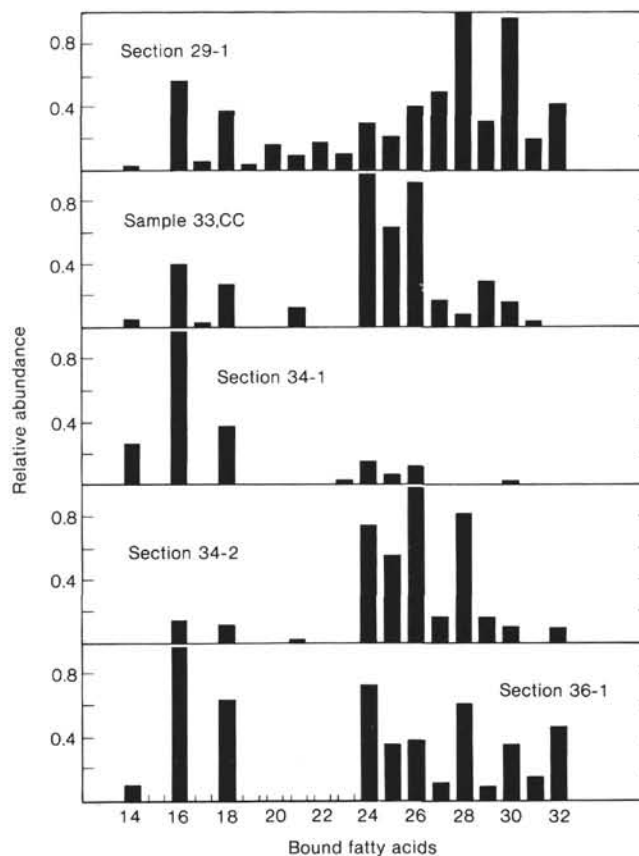 0.8
Section 29-1
0.4
0.8
Sample 33,CC
0.4
0.8
Section 34-1
0.4
0.8
Section 34-2
0.4
0.8
Section 36-1
0.4
14 16 18 20 22 24 26 28 30 32
Bound fatty acids
Relative abundance